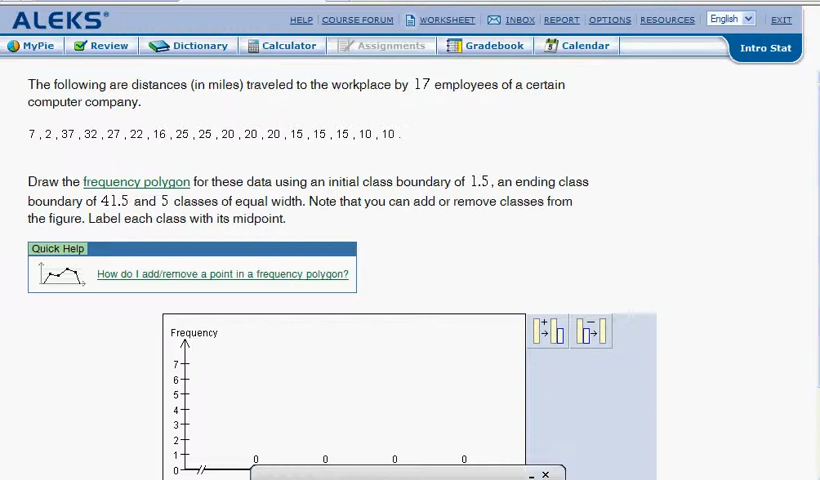 ALEKS®
HELP | COURSE FORUM WORKSHEET INBOX | REPORT | OPTIONS | RESOURCES English EXIT
MyPie Review Dictionary Calculator Assignments Gradebook Calendar Intro Stat
The following are distances (in miles) traveled to the workplace by 17 employees of a certain
computer company.
7 , 2 , 37 , 32 , 27 , 22 , 16 , 25 , 25 , 20 , 20 , 20 , 15 , 15 , 15 , 10 , 10 .
Draw the frequency polygon for these data using an initial class boundary of 1.5, an ending class
boundary of 41.5 and 5 classes of equal width. Note that you can add or remove classes from
the figure. Label each class with its midpoint.
Quick Help
How do I add/remove a point in a frequency polygon?
Frequency
7
6
5
4
3
2
1
0 0 0 0
0